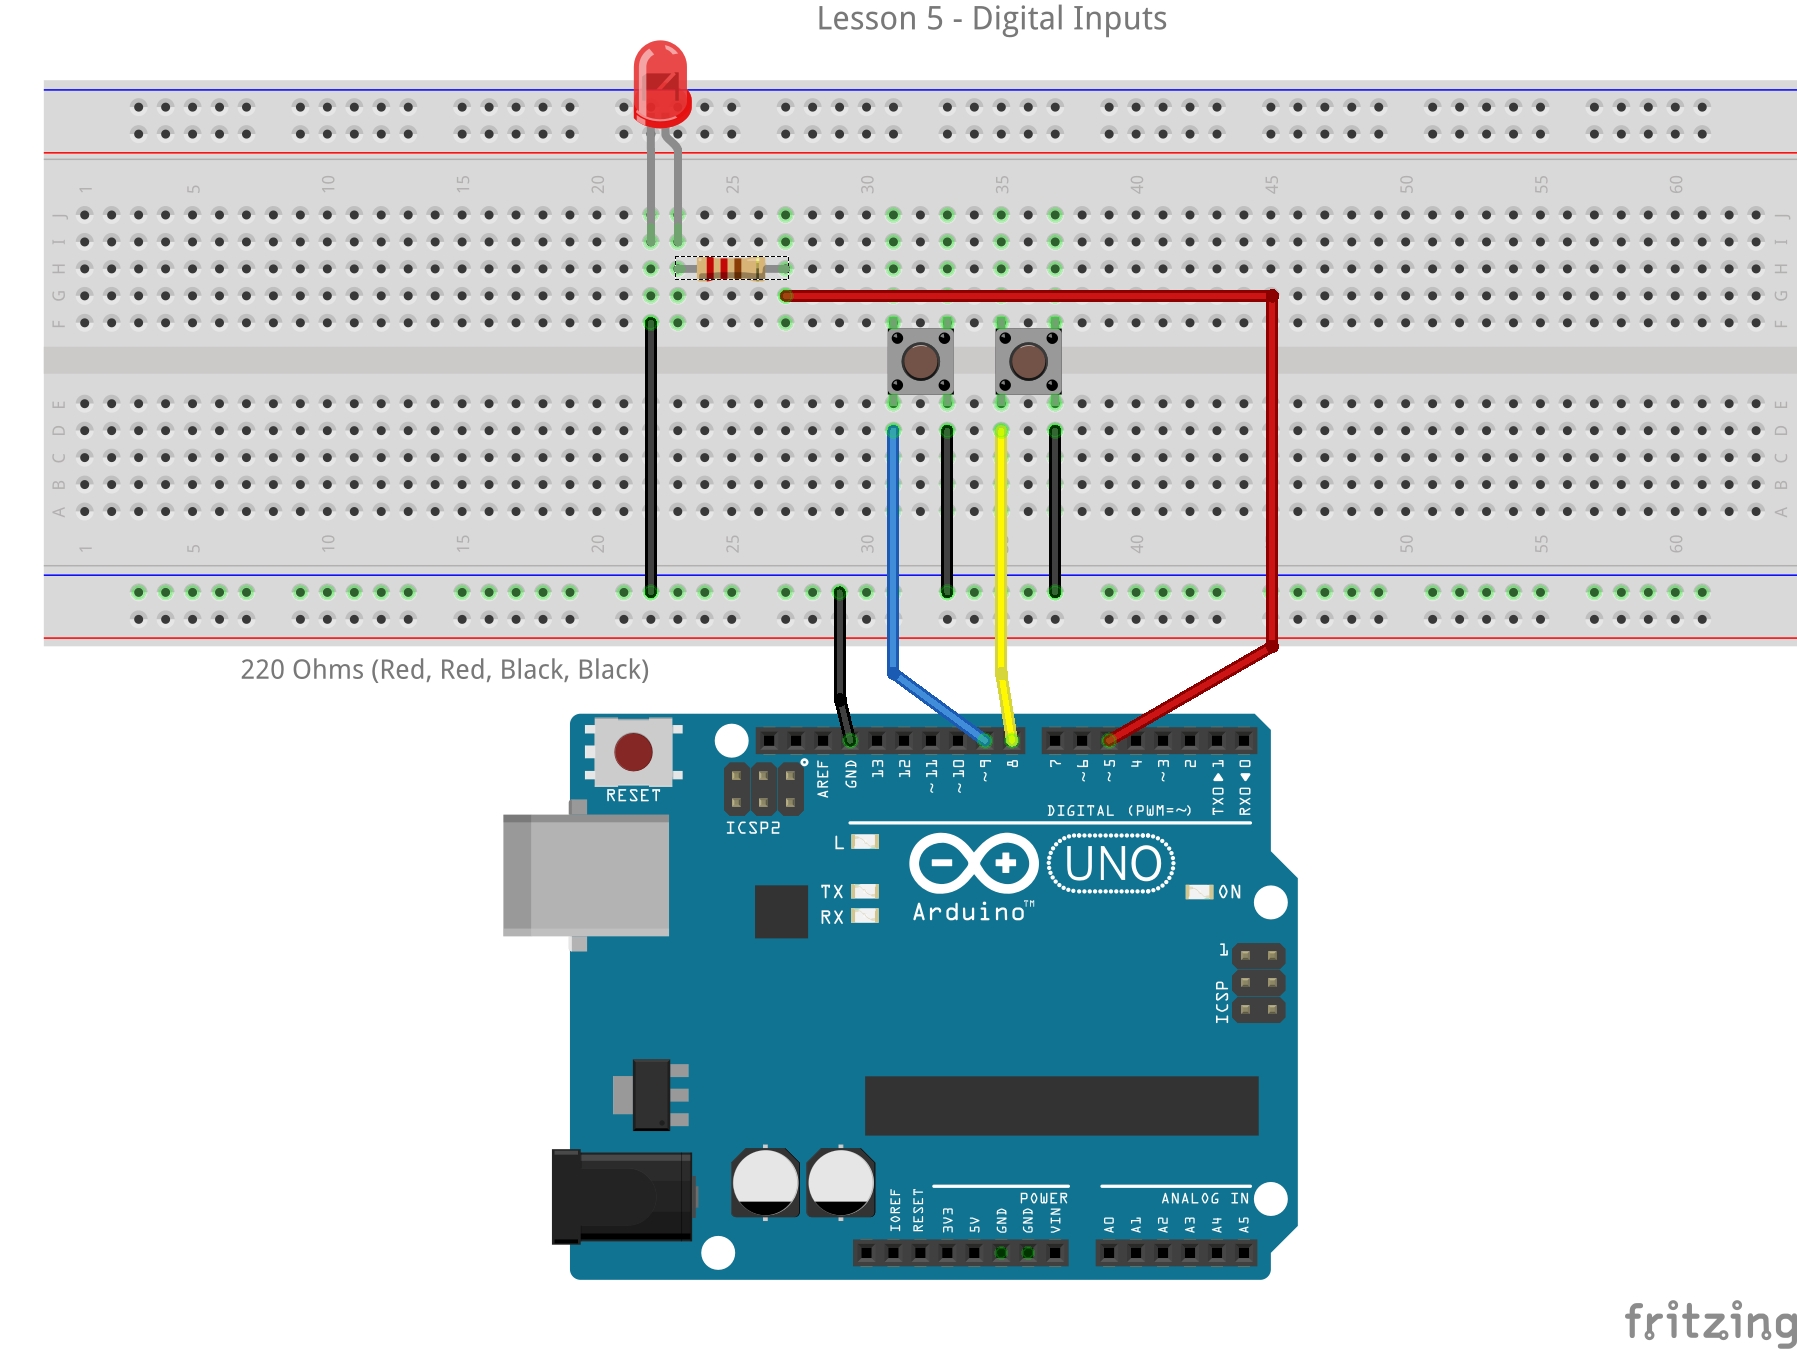 Lesson 5 - Digital Inputs
1 5 10 15 20 25 30 35 40 45 50 55 60
J J
I I
H H
G G
F F
E E
D D
C C
B B
A A
1 5 10 15 20 25 30 40 50 55 60
220 Ohms (Red, Red, Black, Black)
RESET
AREF GND 13 12 ~11 ~10 ~9 8 7 ~6 ~5 4 ~3 2 TX0 1 RX0 0
DIGITAL (PWM=~)
ICSP2
L
TX
RX
UNO
Arduino™
ON
1
ICSP
POWER
ANALOG IN
IOREF RESET 3V3 5V GND GND VIN A0 A1 A2 A3 A4 A5
fritzing